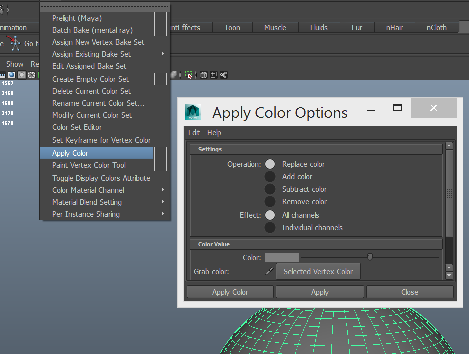 Prelight (Maya)
Batch Bake (mental ray)
Assign New Vertex Bake Set
Assign Existing Bake Set
Edit Assigned Bake Set
Create Empty Color Set
Delete Current Color Set
Rename Current Color Set...
Modify Current Color Set
Color Set Editor
Set Keyframe for Vertex Color
Apply Color
Paint Vertex Color Tool
Toggle Display Colors Attribute
Color Material Channel
Material Blend Setting
Per Instance Sharing
Toon Muscle Fluids Fur nHair nCloth
Show
Apply Color Options
Edit Help
Settings
Operation: Replace color
Add color
Subtract color
Remove color
Effect: All channels
Individual channels
Color Value
Color:
Grab color: Selected Vertex Color
Apply Color Apply Close